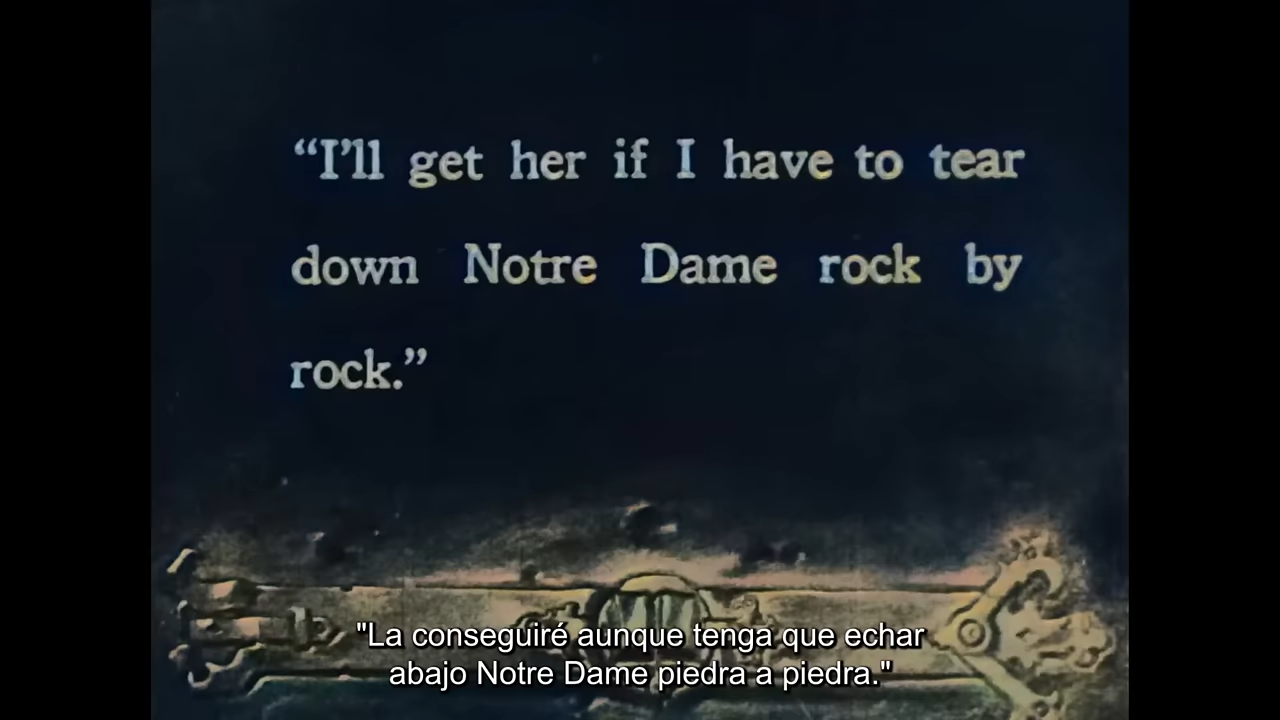 “I’ll get her if I have to tear
down Notre Dame rock by
rock.”
"La conseguiré aunque tenga que echar
abajo Notre Dame piedra a piedra."